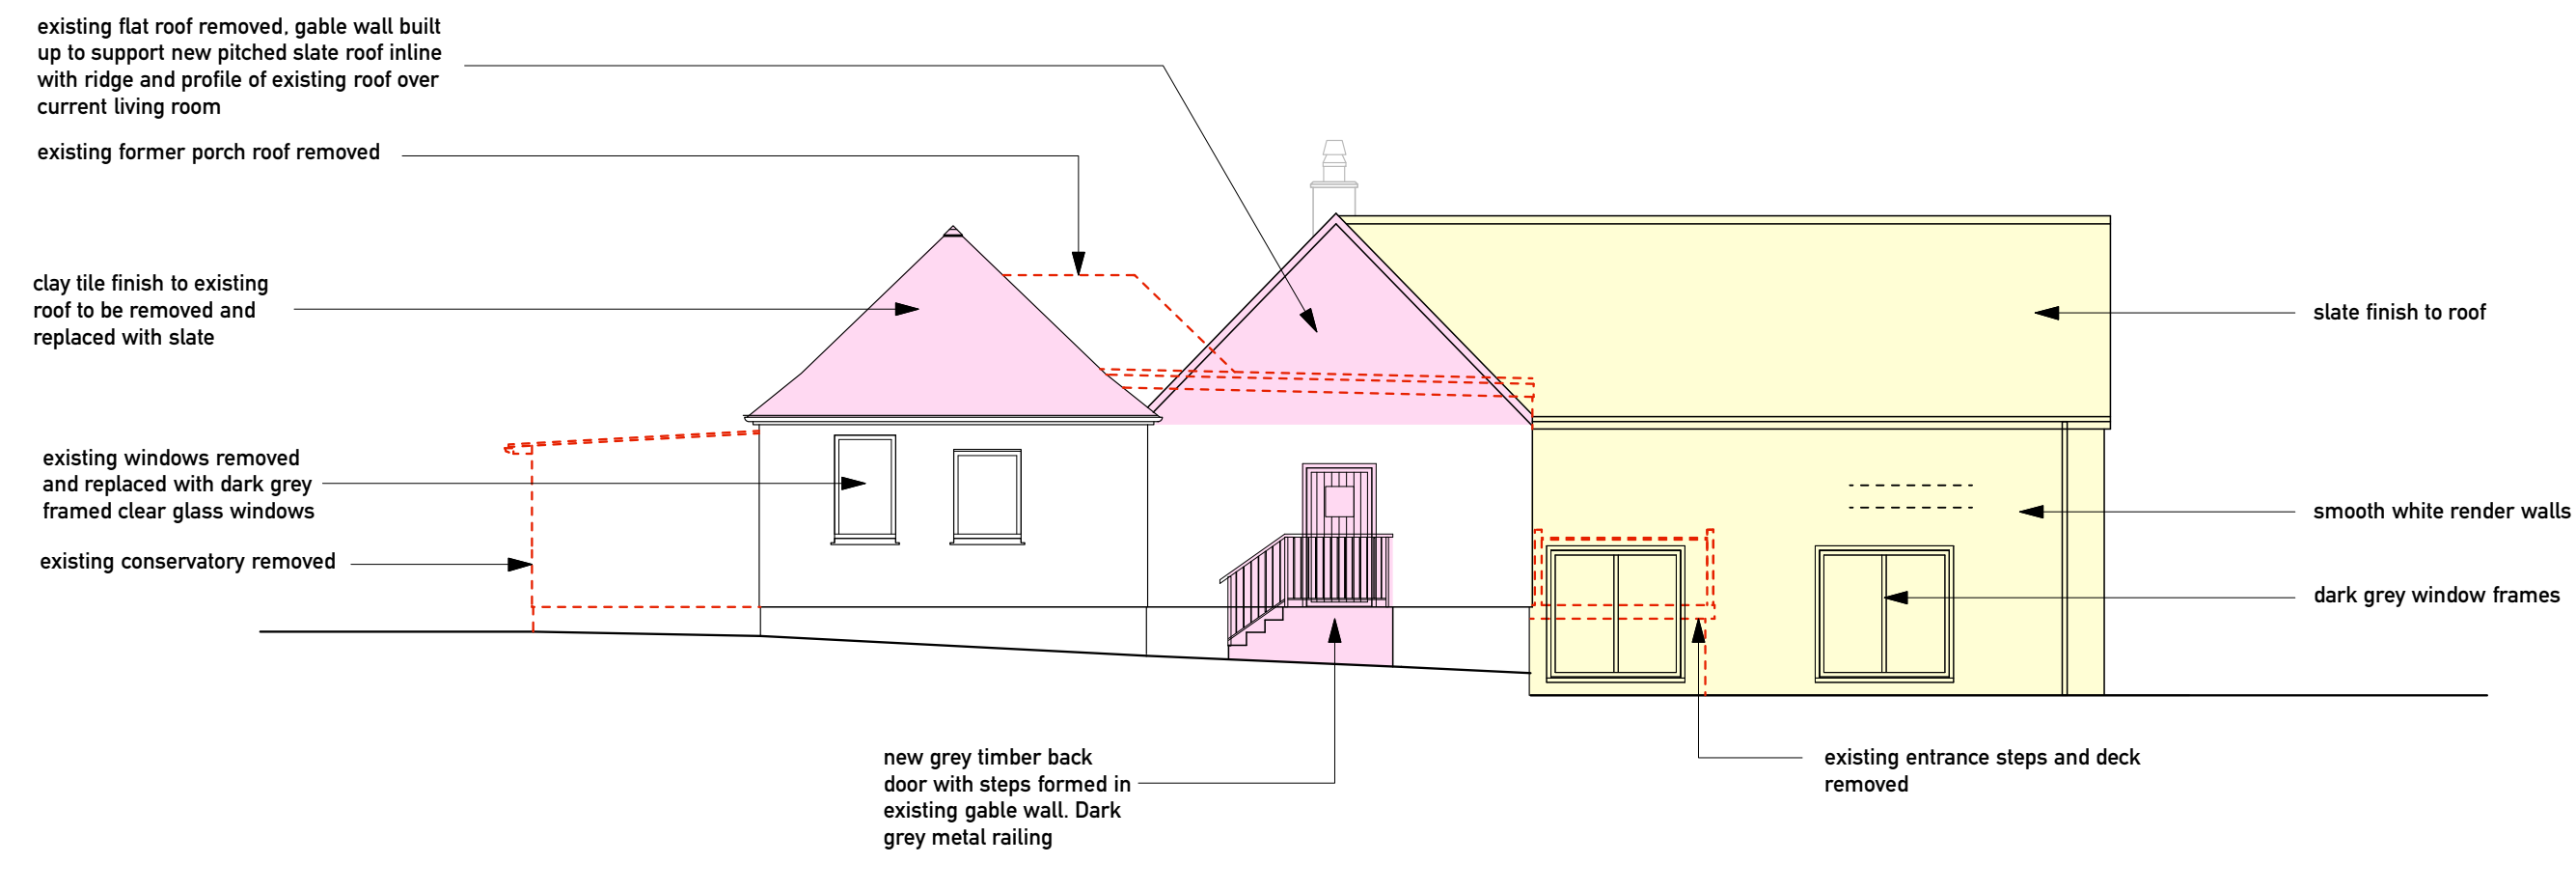 existing flat roof removed, gable wall built
up to support new pitched slate roof inline
with ridge and profile of existing roof over
current living room
existing former porch roof removed
clay tile finish to existing
roof to be removed and
replaced with slate
existing windows removed
and replaced with dark grey
framed clear glass windows
existing conservatory removed
slate finish to roof
smooth white render walls
dark grey window frames
new grey timber back
door with steps formed in
existing gable wall. Dark
grey metal railing
existing entrance steps and deck
removed